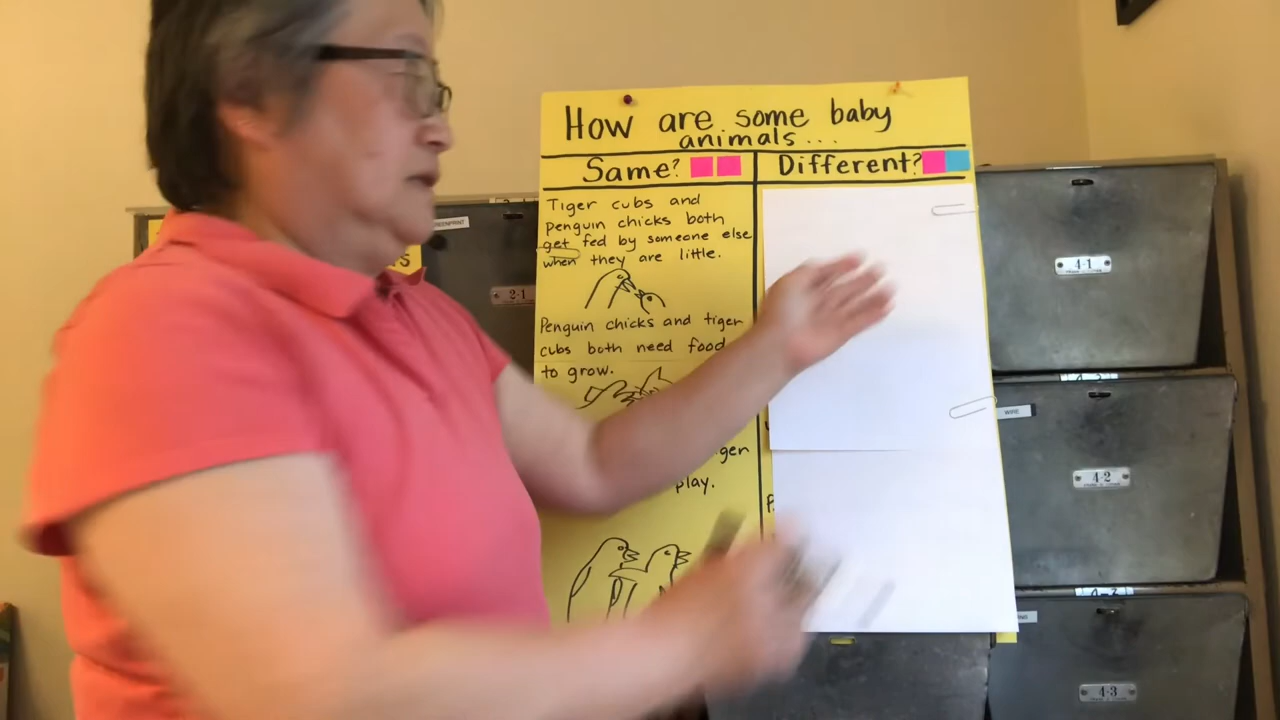 How are some baby
animals...
Same?
Different?
Tiger cubs and
Penguin chicks both
get fed by someone else
when they are little.
Penguin chicks and tiger
cubs both need food
to grow.
play.
2-1
4-1
4-2
WIRE
4-3